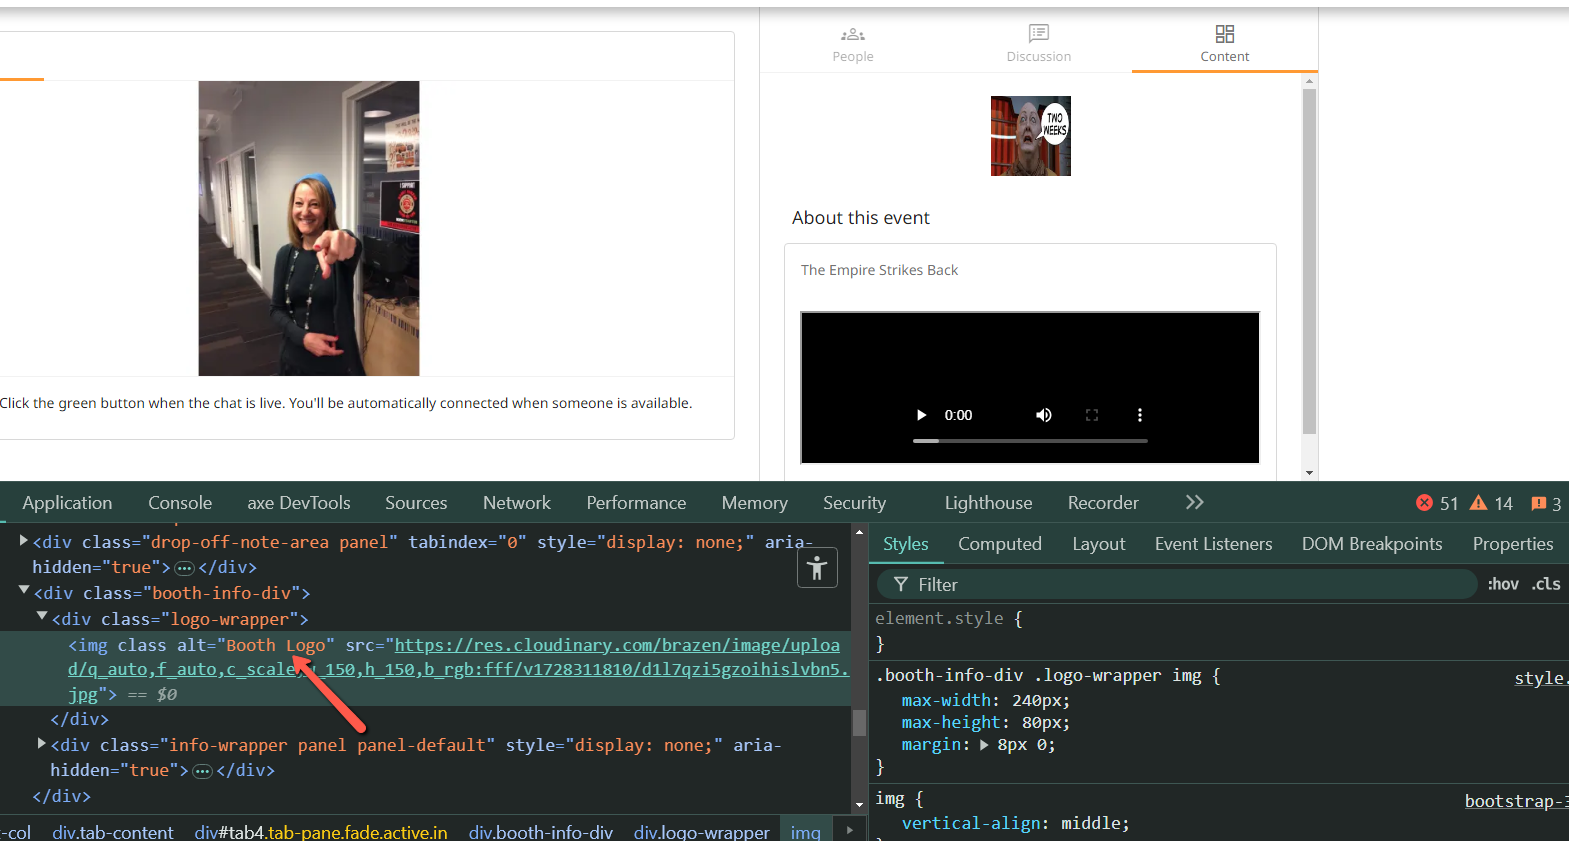 People
Discussion
Content
TWO
WEEKS
About this event
The Empire Strikes Back
0:00
I SUPPORT
Click the green button when the chat is live. You'll be automatically connected when someone is available.
Application Console axe DevTools Sources Network Performance Memory Security Lighthouse Recorder 51 14 3
<div class="drop-off-note-area panel" tabindex="0" style="display: none;" aria-
hidden="true"> … </div>
<div class="booth-info-div">
<div class="logo-wrapper">
<img class alt="Booth Logo" src="https://res.cloudinary.com/brazen/image/uploa
d/q_auto,f_auto,c_scale,w_150,h_150,b_rgb:fff/v1728311810/d1l7qzi5gzoihislvbn5.
jpg"> == $0
</div>
<div class="info-wrapper panel panel-default" style="display: none;" aria-
hidden="true"> … </div>
</div>
t-col div.tab-content div#tab4.tab-pane.fade.active.in div.booth-info-div div.logo-wrapper img
Styles Computed Layout Event Listeners DOM Breakpoints Properties
Filter :hov .cls
element.style {
}
.booth-info-div .logo-wrapper img { style.
max-width: 240px;
max-height: 80px;
margin: 8px 0;
}
img { bootstrap-3
vertical-align: middle;